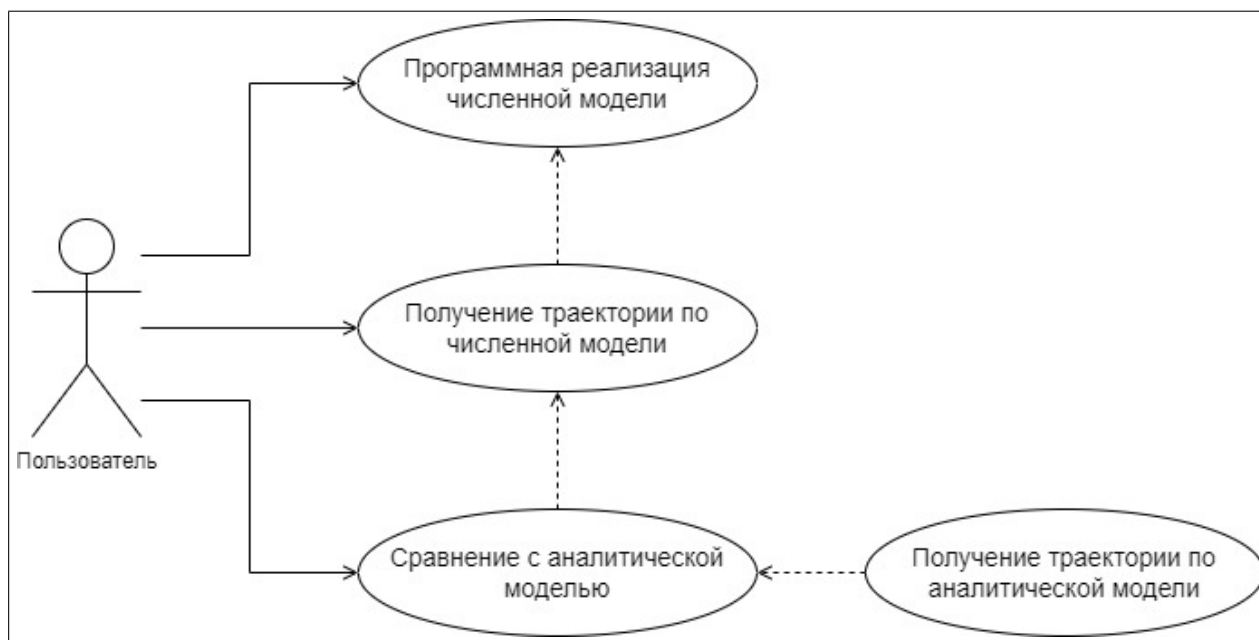 Программная реализация
численной модели
Получение траектории по
численной модели
Пользователь
Сравнение с аналитической
моделью
Получение траектории по
аналитической модели